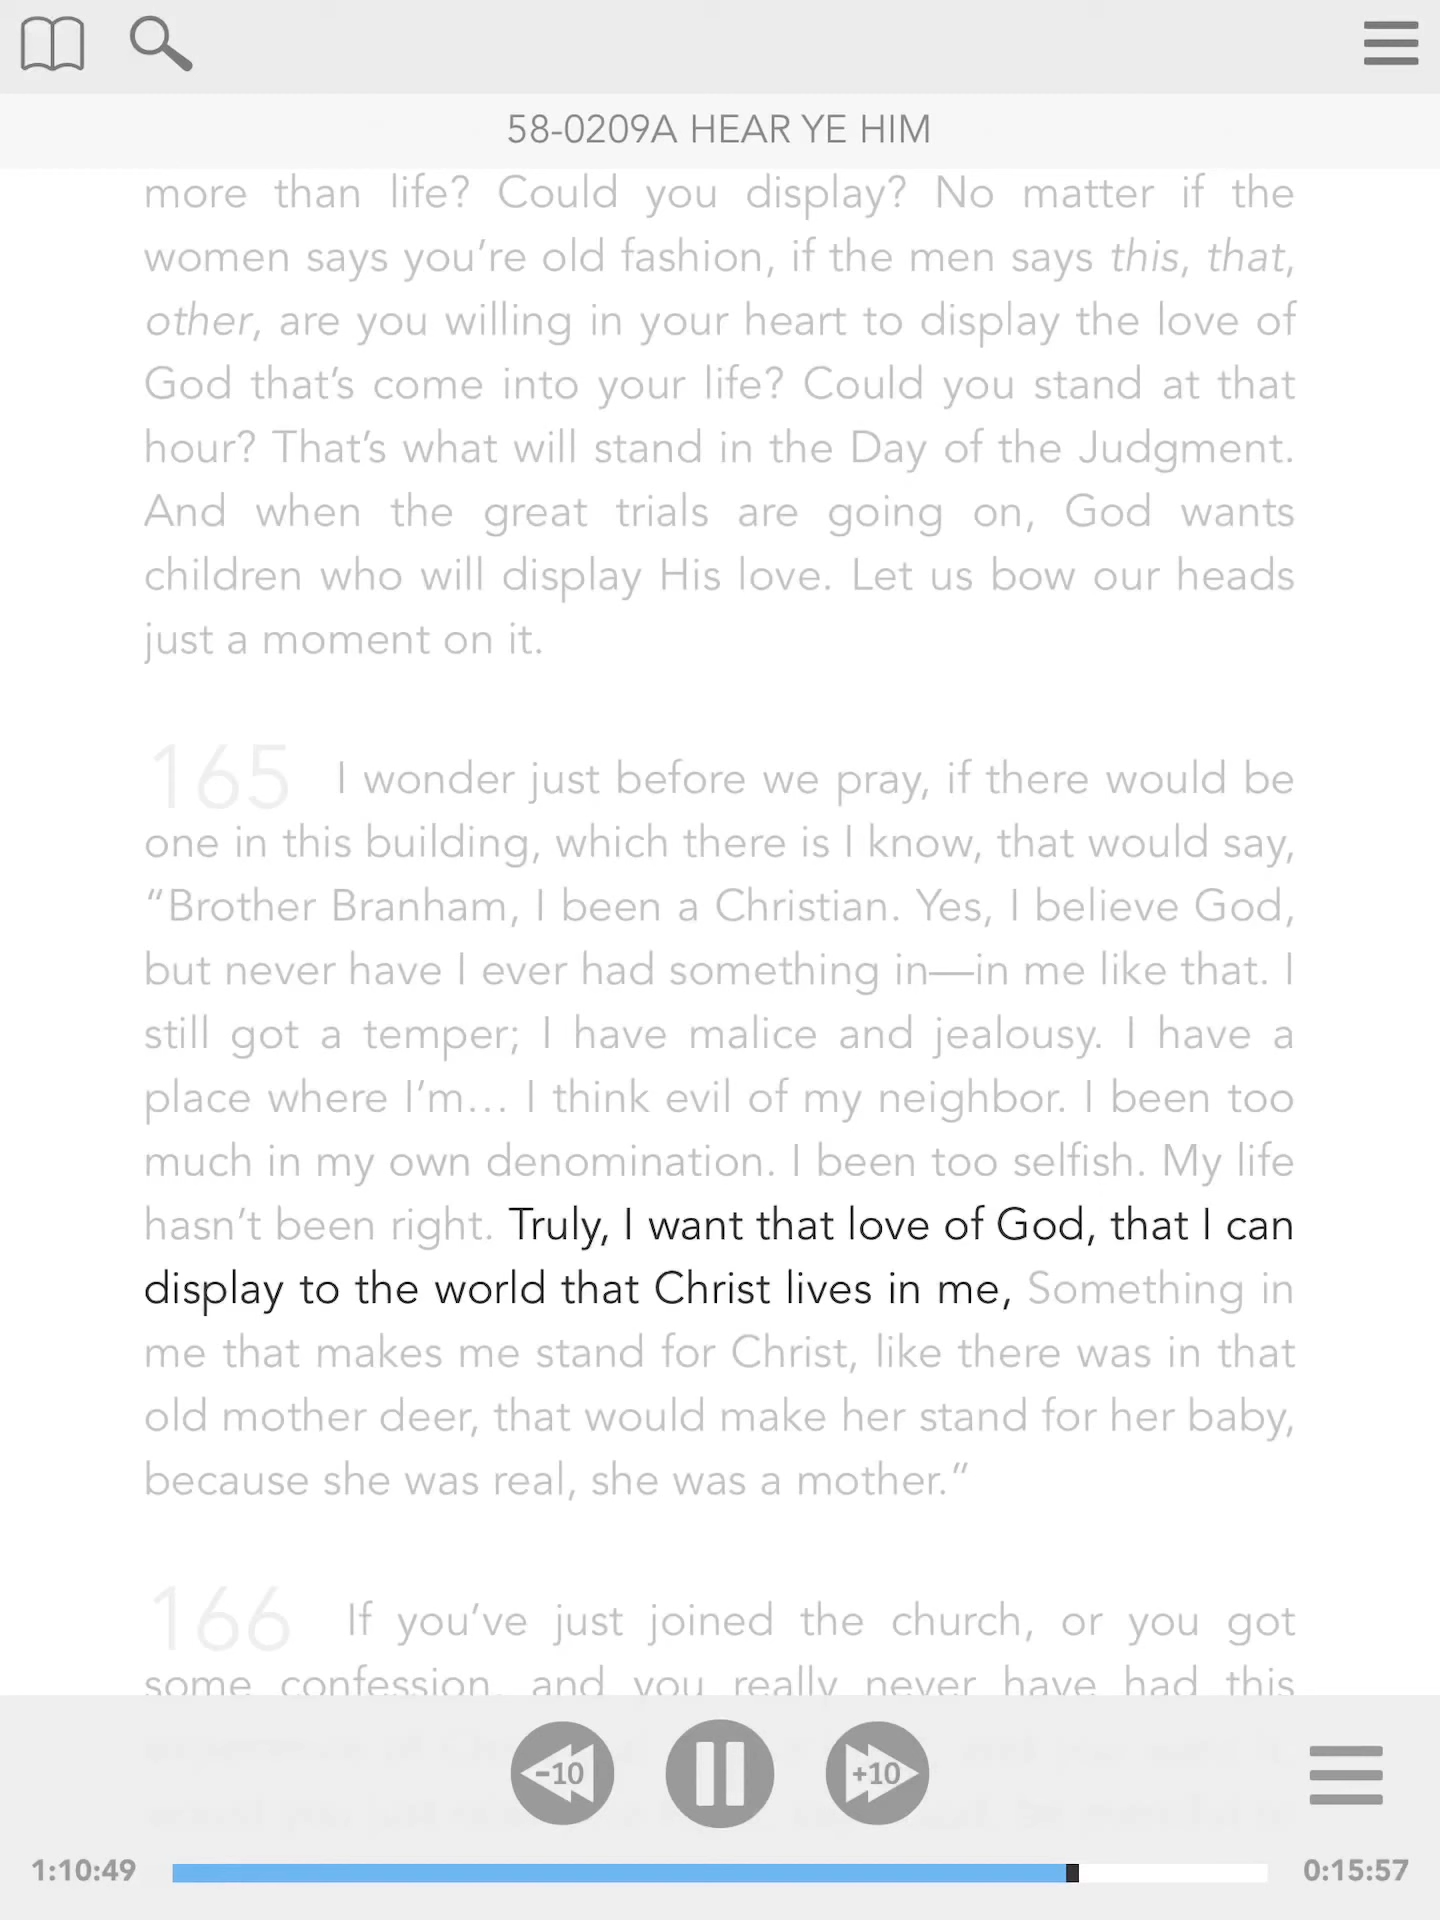 58-0209A HEAR YE HIM
more than life? Could you display? No matter if the
women says you’re old fashion, if the men says this, that,
other, are you willing in your heart to display the love of
God that’s come into your life? Could you stand at that
hour? That’s what will stand in the Day of the Judgment.
And when the great trials are going on, God wants
children who will display His love. Let us bow our heads
just a moment on it.
165 I wonder just before we pray, if there would be
one in this building, which there is I know, that would say,
“Brother Branham, I been a Christian. Yes, I believe God,
but never have I ever had something in—in me like that. I
still got a temper; I have malice and jealousy. I have a
place where I’m… I think evil of my neighbor. I been too
much in my own denomination. I been too selfish. My life
hasn’t been right. Truly, I want that love of God, that I can
display to the world that Christ lives in me, Something in
me that makes me stand for Christ, like there was in that
old mother deer, that would make her stand for her baby,
because she was real, she was a mother.”
166 If you’ve just joined the church, or you got
some confession, and you really never have had this
-10 +10
1:10:49 0:15:57